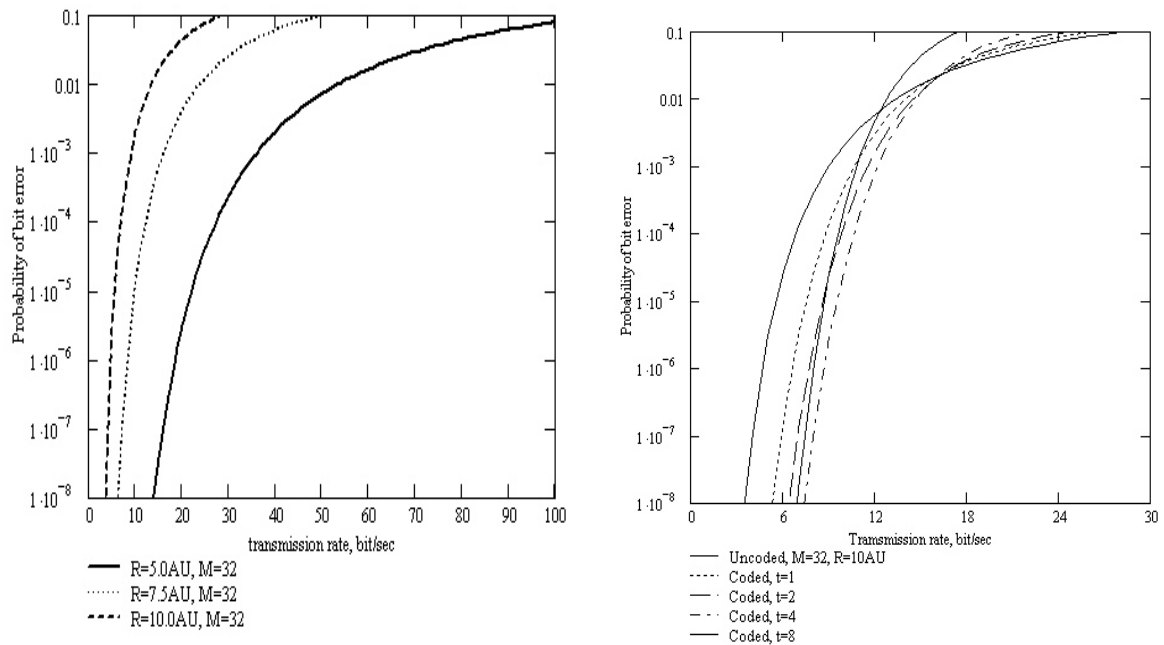 0.1
0.01
1·10⁻³
1·10⁻⁴
1·10⁻⁵
1·10⁻⁶
1·10⁻⁷
1·10⁻⁸
Probability of bit error
0 10 20 30 40 50 60 70 80 90 100
transmission rate, bit/sec
R=5.0AU, M=32
R=7.5AU, M=32
R=10.0AU, M=32
0.1
0.01
1·10⁻³
1·10⁻⁴
1·10⁻⁵
1·10⁻⁶
1·10⁻⁷
1·10⁻⁸
Probability of bit error
0 6 12 18 24 30
Transmission rate, bit/sec
Uncoded, M=32, R=10AU
Coded, t=1
Coded, t=2
Coded, t=4
Coded, t=8